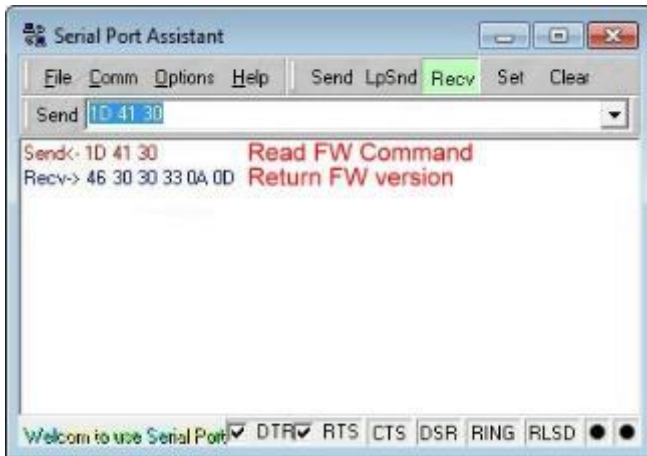 Serial Port Assistant
File Comm Options Help Send LpSnd Recv Set Clear
Send 1D 41 30
Send<- 1D 41 30 Read FW Command
Recv-> 46 30 30 33 0A 0D Return FW version
Welcom to use Serial Port DTR RTS CTS DSR RING RLSD